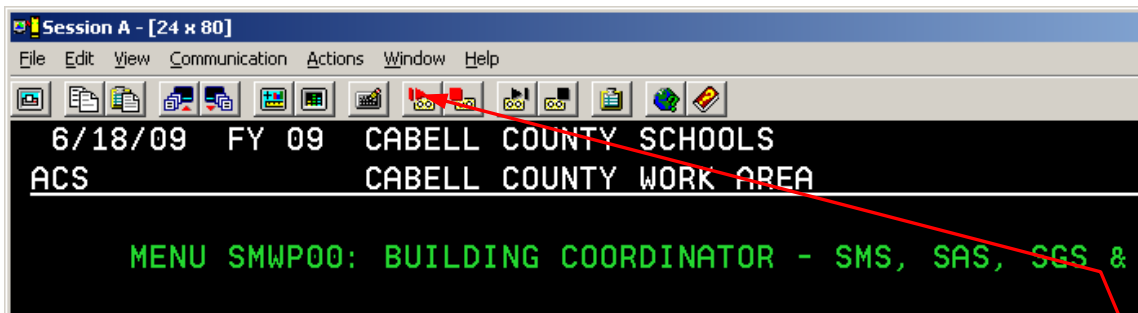 Session A - [24 x 80]
File Edit View Communication Actions Window Help
6/18/09 FY 09 CABELL COUNTY SCHOOLS
ACS CABELL COUNTY WORK AREA
MENU SMWP00: BUILDING COORDINATOR - SMS, SAS, SGS &